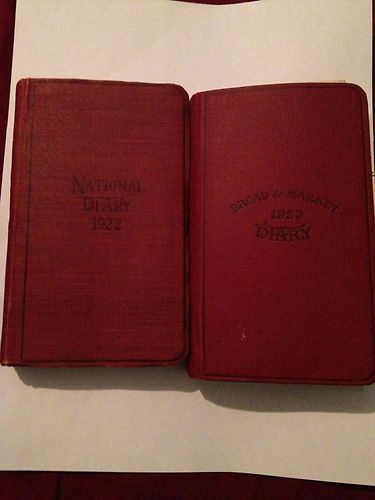 NATIONAL
DIARY
1922
BROAD & MARKET
1923
DIARY